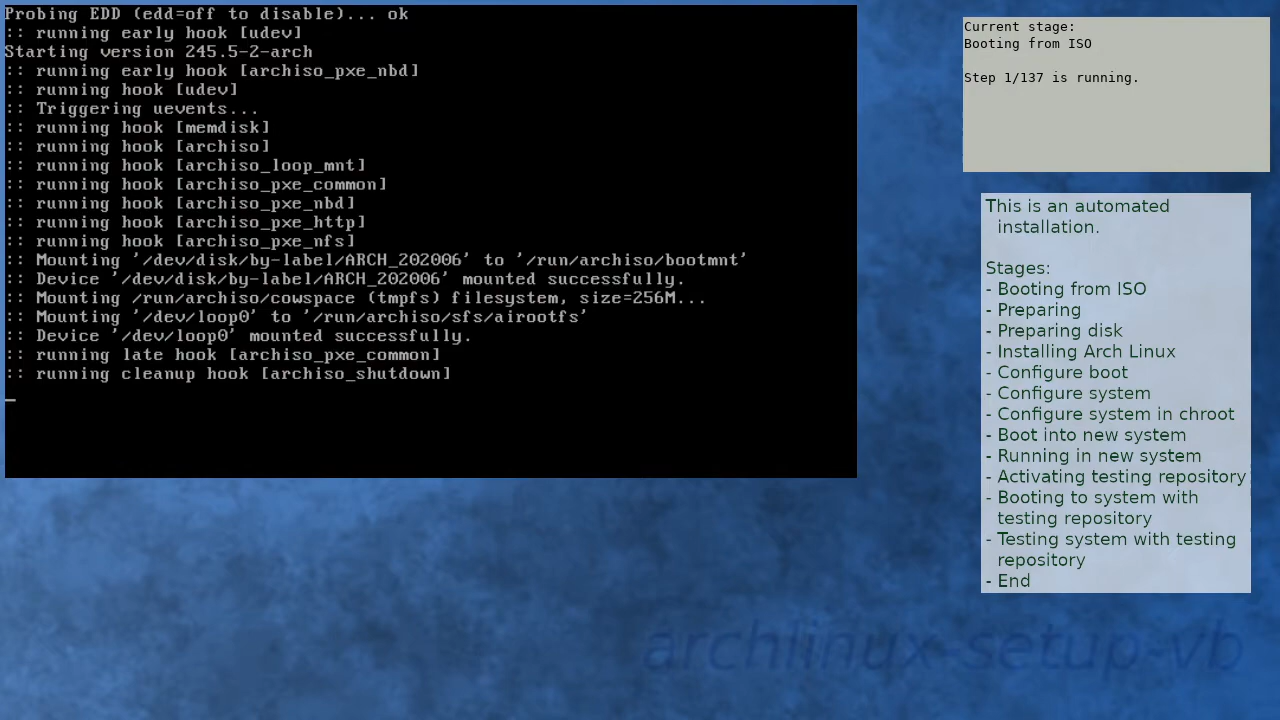 Probing EDD (edd=off to disable)... ok
:: running early hook [udev]
Starting version 245.5-2-arch
:: running early hook [archiso_pxe_nbd]
:: running hook [udev]
:: Triggering uevents...
:: running hook [memdisk]
:: running hook [archiso]
:: running hook [archiso_loop_mnt]
:: running hook [archiso_pxe_common]
:: running hook [archiso_pxe_nbd]
:: running hook [archiso_pxe_http]
:: running hook [archiso_pxe_nfs]
:: Mounting '/dev/disk/by-label/ARCH_202006' to '/run/archiso/bootmnt'
:: Device '/dev/disk/by-label/ARCH_202006' mounted successfully.
:: Mounting /run/archiso/cowspace (tmpfs) filesystem, size=256M...
:: Mounting '/dev/loop0' to '/run/archiso/sfs/airootfs'
:: Device '/dev/loop0' mounted successfully.
:: running late hook [archiso_pxe_common]
:: running cleanup hook [archiso_shutdown]
_
Current stage:
Booting from ISO
Step 1/137 is running.
This is an automated
installation.
Stages:
- Booting from ISO
- Preparing
- Preparing disk
- Installing Arch Linux
- Configure boot
- Configure system
- Configure system in chroot
- Boot into new system
- Running in new system
- Activating testing repository
- Booting to system with
testing repository
- Testing system with testing
repository
- End
archlinux-setup-vb